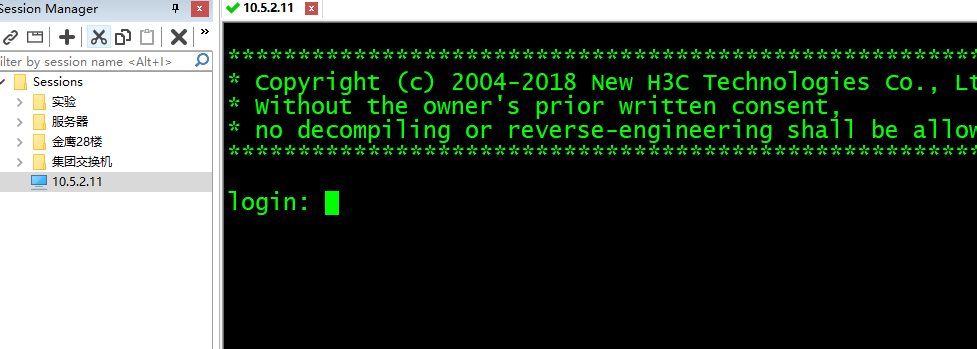 Session Manager
10.5.2.11
ilter by session name <Alt+I>
Sessions
实验
服务器
金鹰28楼
集团交换机
10.5.2.11
*******************************************************
* Copyright (c) 2004-2018 New H3C Technologies Co., Lt
* Without the owner's prior written consent,
* no decompiling or reverse-engineering shall be allow
*******************************************************
login: